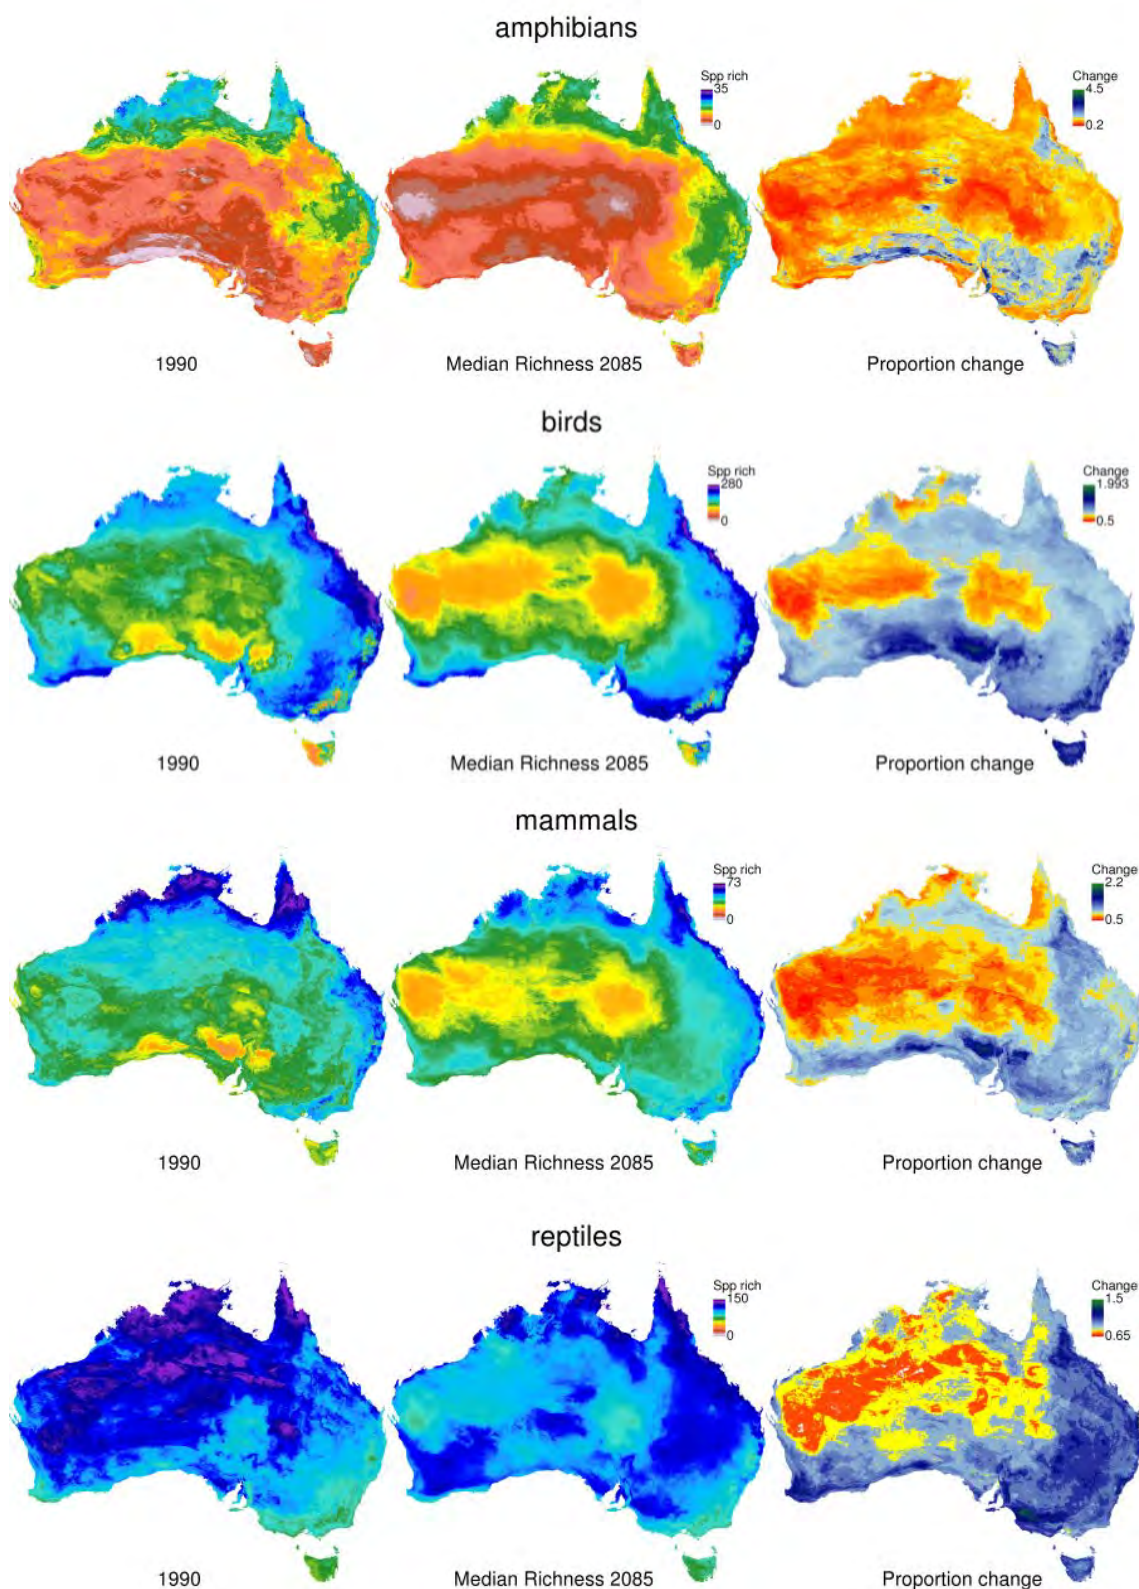 amphibians
Spp rich
35
0
Change
4.5
0.2
1990
Median Richness 2085
Proportion change
birds
Spp rich
280
0
Change
1.993
0.5
1990
Median Richness 2085
Proportion change
mammals
Spp rich
73
0
Change
2.2
0.5
1990
Median Richness 2085
Proportion change
reptiles
Spp rich
150
0
Change
1.5
0.65
1990
Median Richness 2085
Proportion change